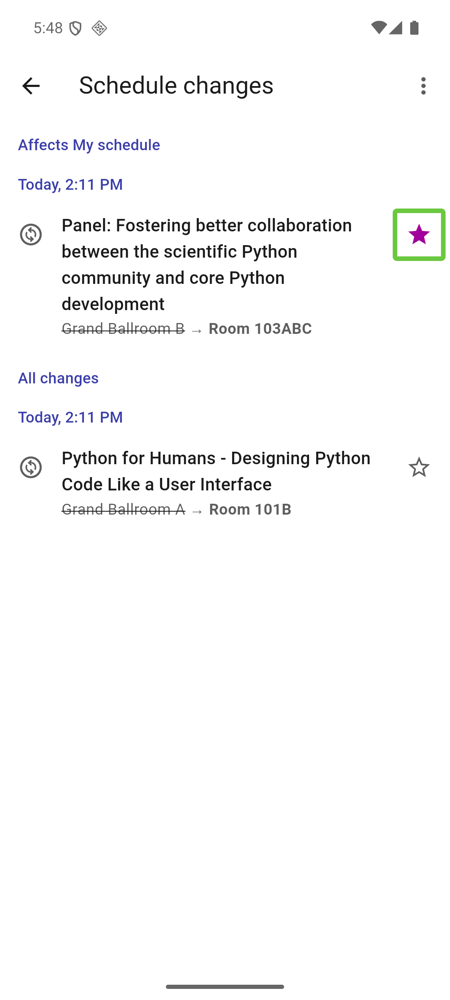 5:48
Schedule changes
Affects My schedule
Today, 2:11 PM
Panel: Fostering better collaboration
between the scientific Python
community and core Python
development
Grand Ballroom B → Room 103ABC
All changes
Today, 2:11 PM
Python for Humans - Designing Python
Code Like a User Interface
Grand Ballroom A → Room 101B